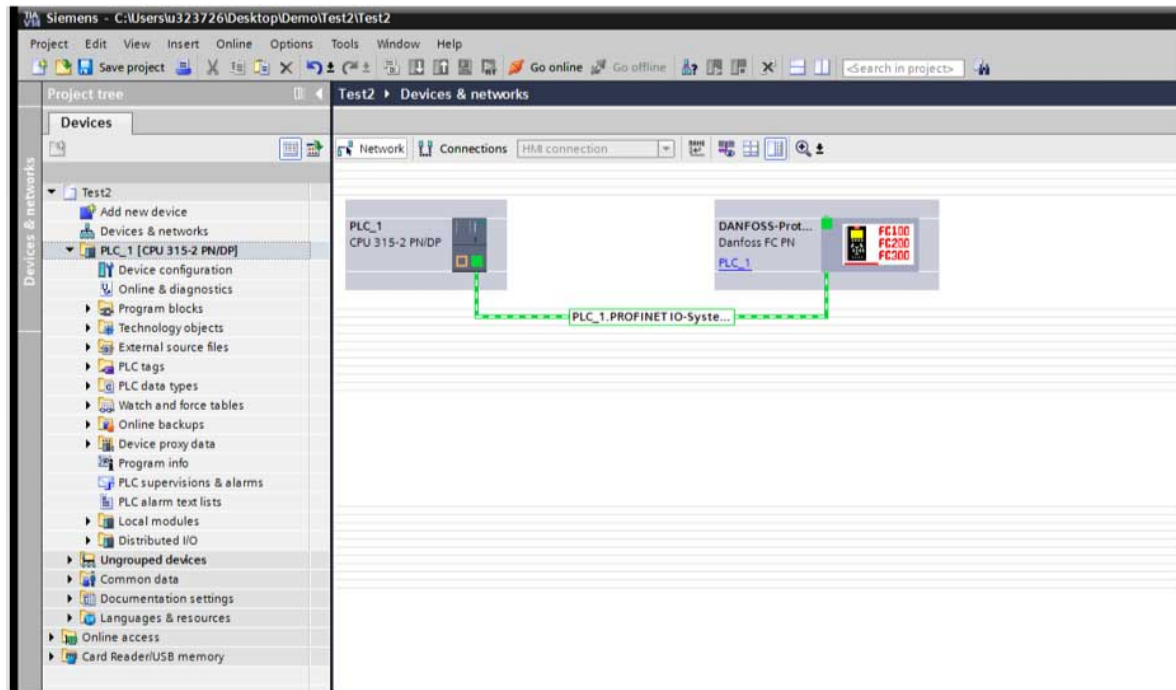 Siemens - C:\Users\u323726\Desktop\Demo\Test2\Test2
Project Edit View Insert Online Options Tools Window Help
Save project Go online Go offline <Search in project>
Project tree
Test2 Devices & networks
Devices
Network Connections HMI connection
Devices & networks
Test2
Add new device
Devices & networks
PLC_1 [CPU 315-2 PN/DP]
Device configuration
Online & diagnostics
Program blocks
Technology objects
External source files
PLC tags
PLC data types
Watch and force tables
Online backups
Device proxy data
Program info
PLC supervisions & alarms
PLC alarm text lists
Local modules
Distributed I/O
Ungrouped devices
Common data
Documentation settings
Languages & resources
Online access
Card Reader/USB memory
PLC_1
CPU 315-2 PN/DP
DANFOSS-Prot...
Danfoss FC PN
PLC_1
FC100
FC200
FC300
PLC_1.PROFINET IO-Syste...